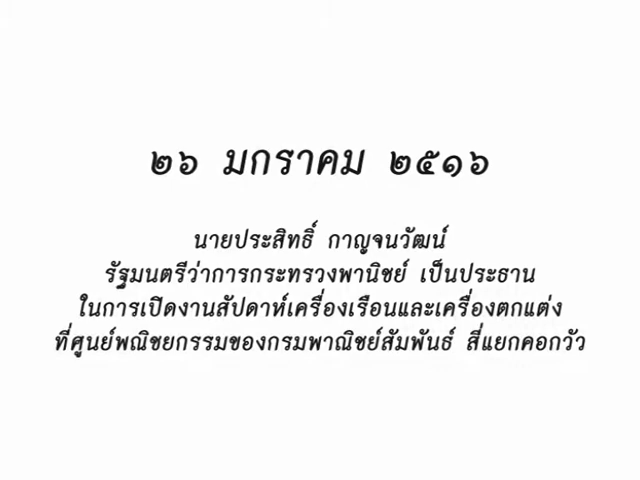 ๒๖ มกราคม ๒๕๑๖
นายประสิทธิ์ กาญจนวัฒน์
รัฐมนตรีว่าการกระทรวงพานิชย์ เป็นประธาน
ในการเปิดงานสัปดาห์เครื่องเรือนและเครื่องตกแต่ง
ที่ศูนย์พณิชยกรรมของกรมพาณิชย์สัมพันธ์ สี่แยกคอกวัว